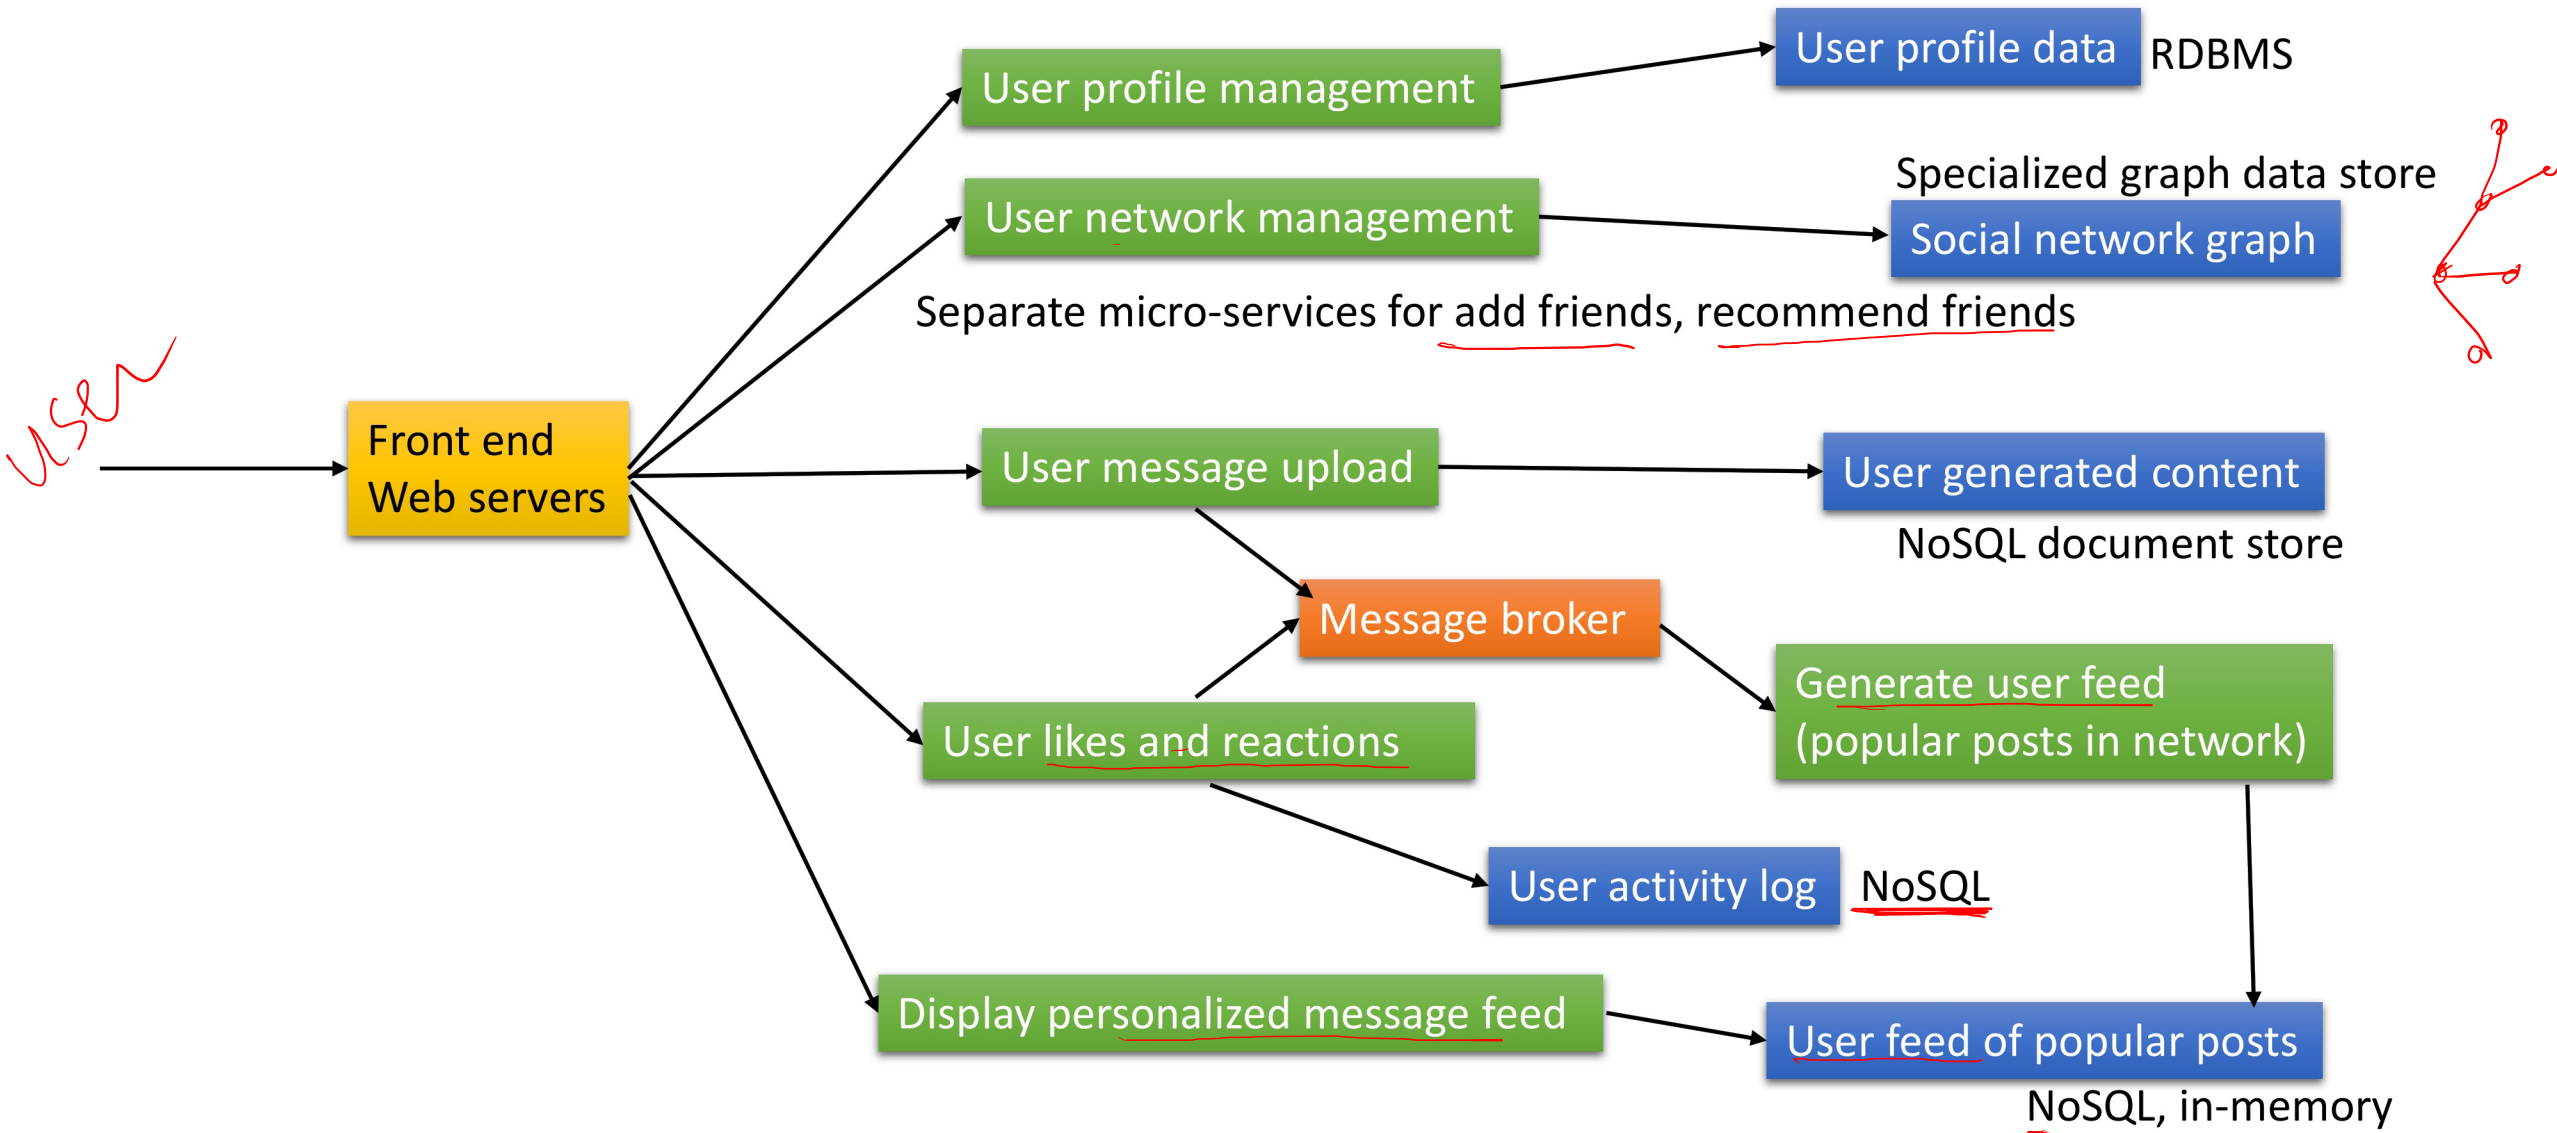 User profile data
RDBMS
User profile management
Specialized graph data store
User network management
Social network graph
Separate micro-services for add friends, recommend friends
user
Front end
Web servers
User message upload
User generated content
NoSQL document store
Message broker
Generate user feed
(popular posts in network)
User likes and reactions
User activity log
NoSQL
Display personalized message feed
User feed of popular posts
NoSQL, in-memory